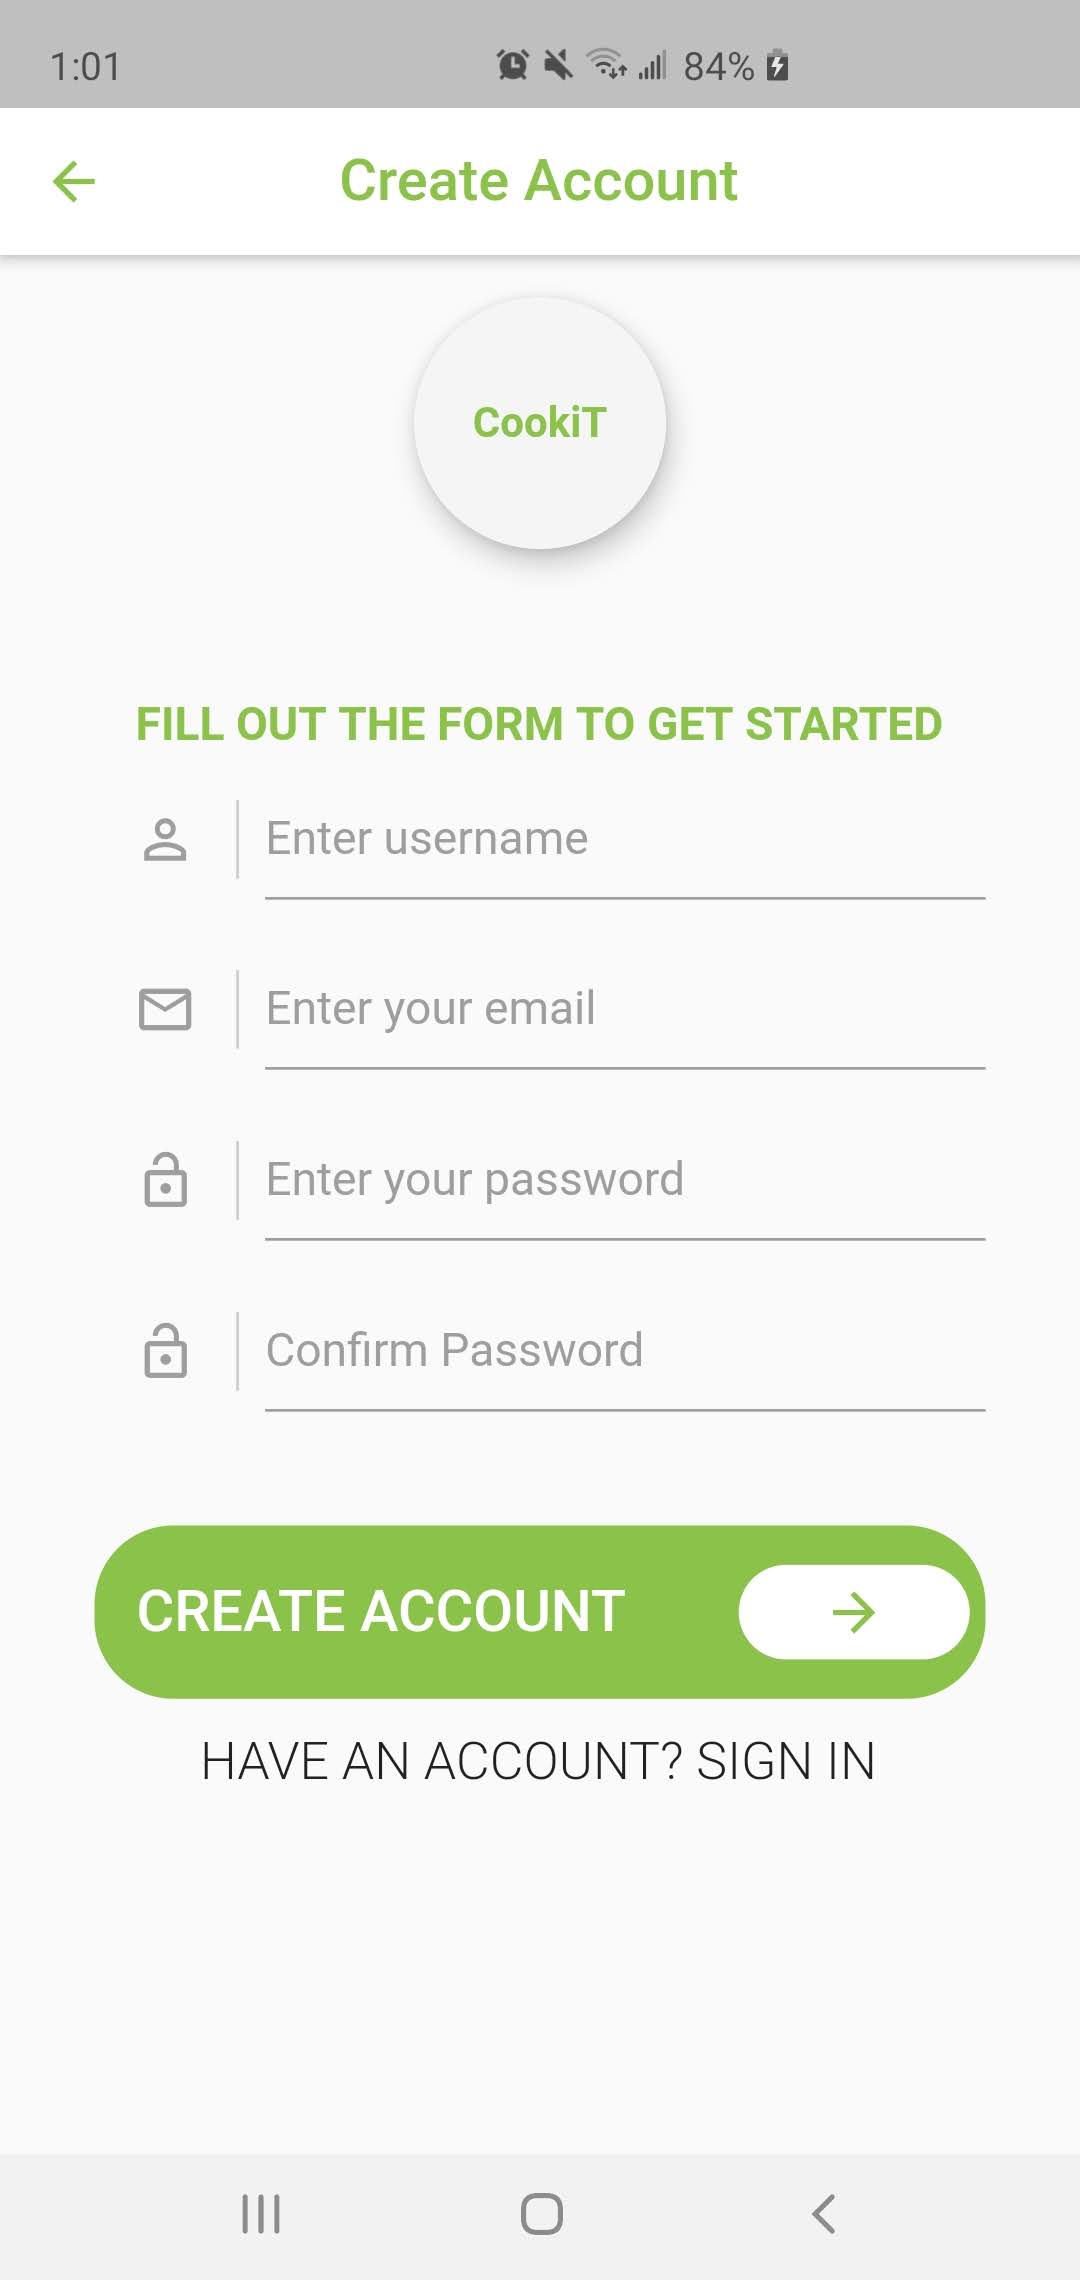 1:01
84%
Create Account
CookiT
FILL OUT THE FORM TO GET STARTED
Enter username
Enter your email
Enter your password
Confirm Password
CREATE ACCOUNT
HAVE AN ACCOUNT? SIGN IN